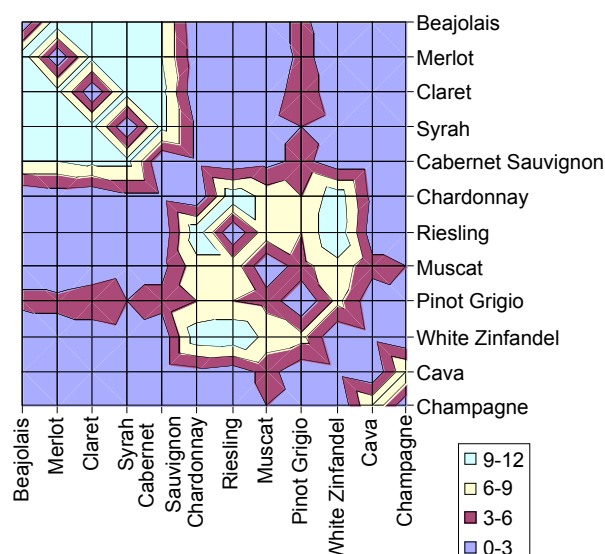 Beajolais
Merlot
Claret
Syrah
Cabernet Sauvignon
Chardonnay
Riesling
Muscat
Pinot Grigio
White Zinfandel
Cava
Champagne
Beajolais
Merlot
Claret
Syrah
Cabernet
Sauvignon
Chardonnay
Riesling
Muscat
Pinot Grigio
White Zinfandel
Cava
Champagne
9-12
6-9
3-6
0-3